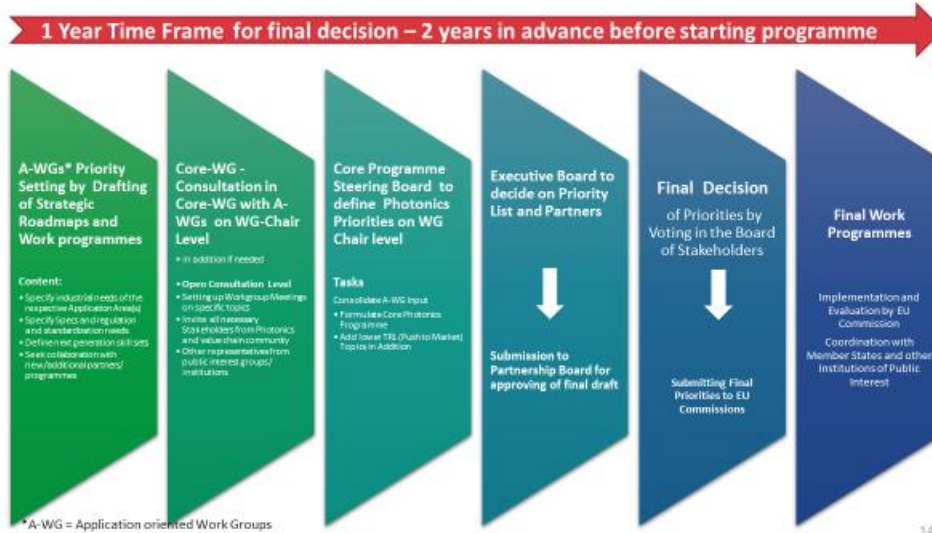 1 Year Time Frame for final decision – 2 years in advance before starting programme
A-WGs* Priority
Setting by Drafting
of Strategic
Roadmaps and
Work programmes
Content:
• Specify industrial needs of the
respective Application Area(s)
• Specify Specs and regulation
and standardization needs
• Define next generation skill sets
• Seek collaboration with
new/additional partners/
programmes
Core-WG -
Consultation in
Core-WG with A-
WGs on WG-Chair
Level
• in addition if needed
• Open Consultation Level
• Setting up Workgroup Meetings
on specific topics
• Invite all necessary
Stakeholders from Photonics
and value chain community
• Other representatives from
public interest groups/
institutions
Core Programme
Steering Board to
define Photonics
Priorities on WG
Chair level
Tasks
Consolidate A-WG Input
• Formulate Core Photonics
Programme
• Add lower TRL (Push to Market)
Topics in Addition
Executive Board to
decide on Priority
List and Partners
Submission to
Partnership Board for
approving of final draft
Final Decision
of Priorities by
Voting in the Board
of Stakeholders
Submitting Final
Priorities to EU
Commissions
Final Work
Programmes
Implementation and
Evaluation by EU
Commission
Coordination with
Member States and other
Institutions of Public
Interest
*A-WG = Application oriented Work Groups
14